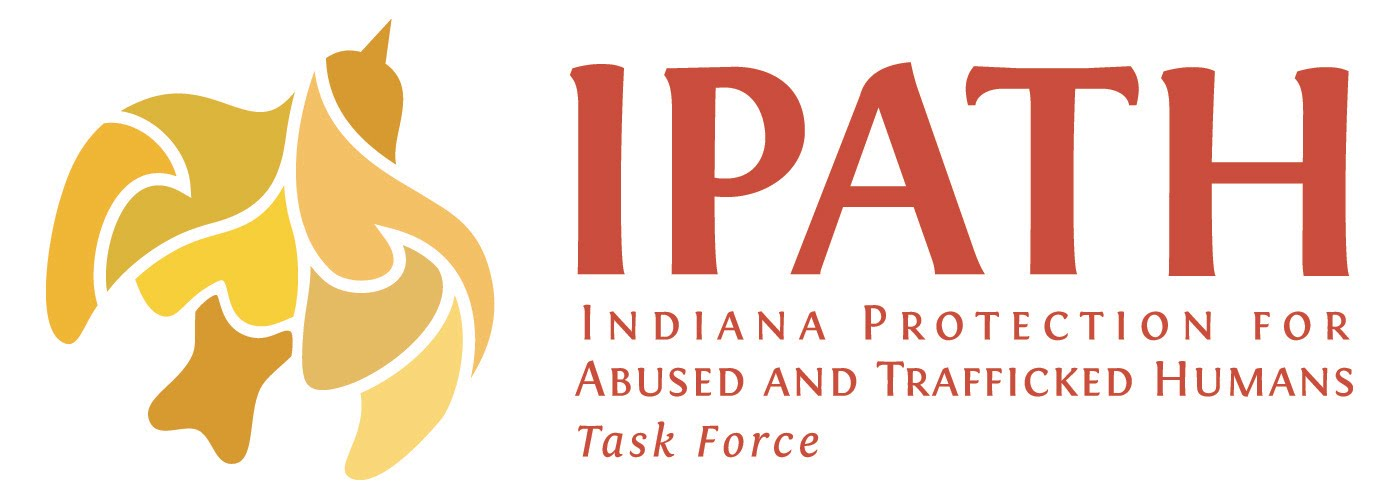 IPATH
INDIANA PROTECTION FOR
ABUSED AND TRAFFICKED HUMANS
Task Force